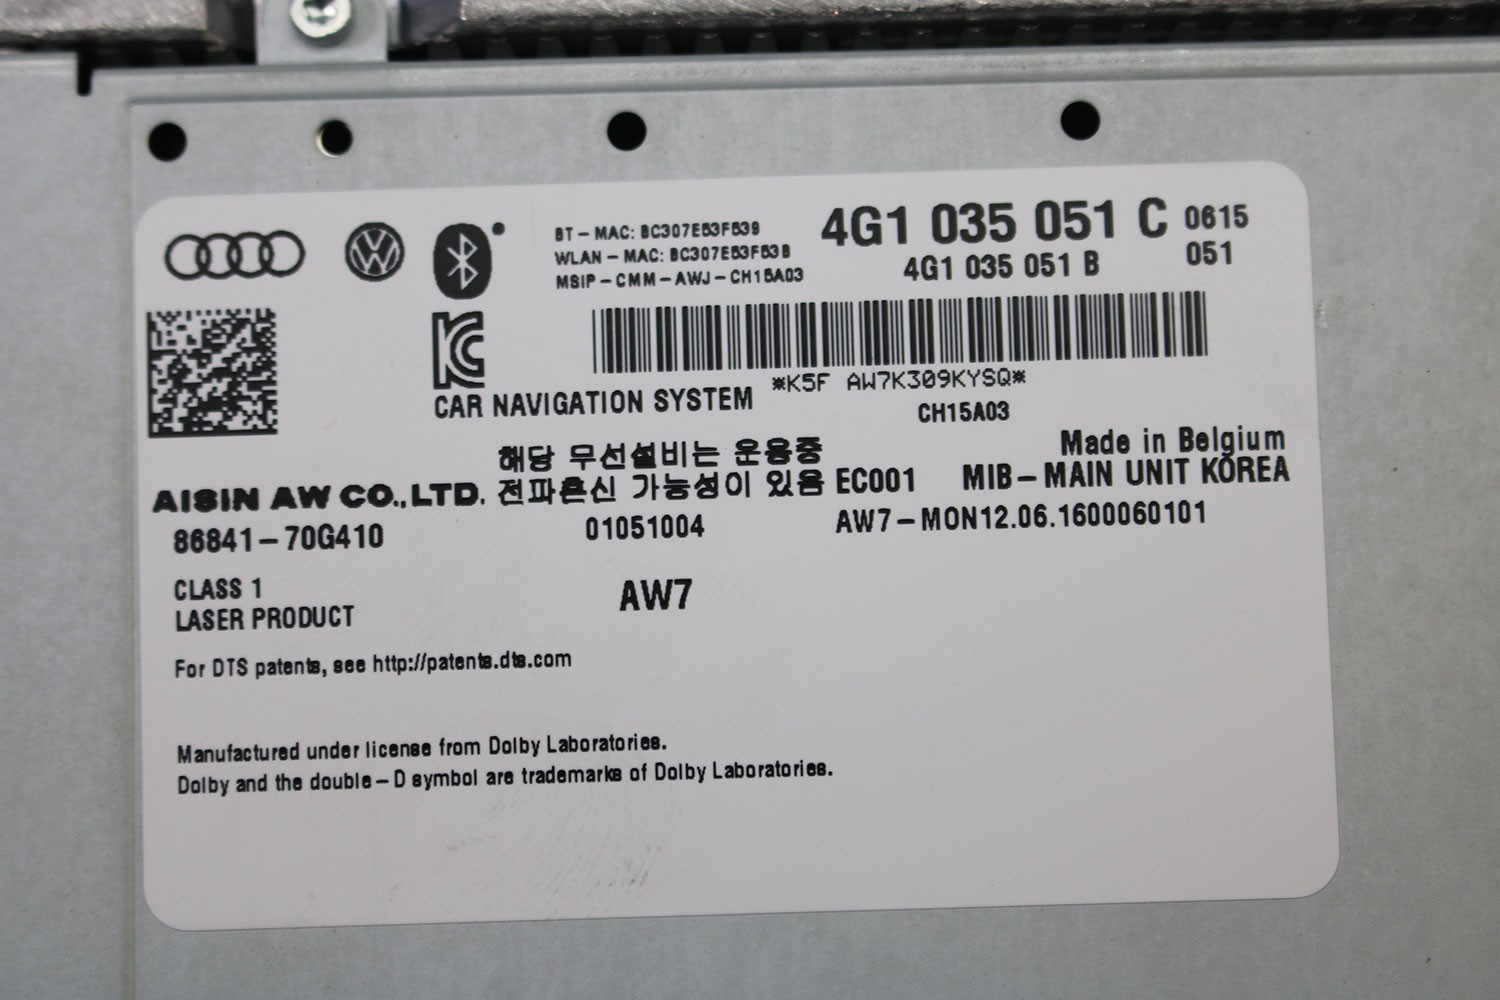 BT-MAC: BC307E53F539
WLAN-MAC: BC307E53F53B
MSIP-CMM-AWJ-CH15A03
4G1 035 051 C 0615
4G1 035 051 B 051
*K5F AW7K309KYSQ*
CAR NAVIGATION SYSTEM
CH15A03
해당 무선설비는 운용중
Made in Belgium
AISIN AW CO.,LTD. 전파혼신 가능성이 있음 EC001 MIB-MAIN UNIT KOREA
86841-70G410 01051004 AW7-MON12.06.1600060101
CLASS 1
LASER PRODUCT
AW7
For DTS patents, see http://patents.dts.com
Manufactured under license from Dolby Laboratories.
Dolby and the double-D symbol are trademarks of Dolby Laboratories.